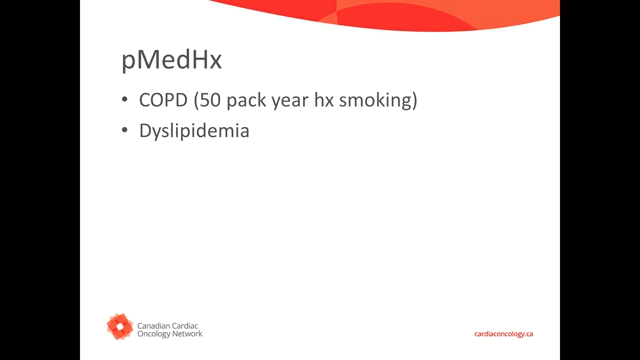 pMedHx
• COPD (50 pack year hx smoking)
• Dyslipidemia
Canadian Cardiac
Oncology Network
cardiaconcology.ca